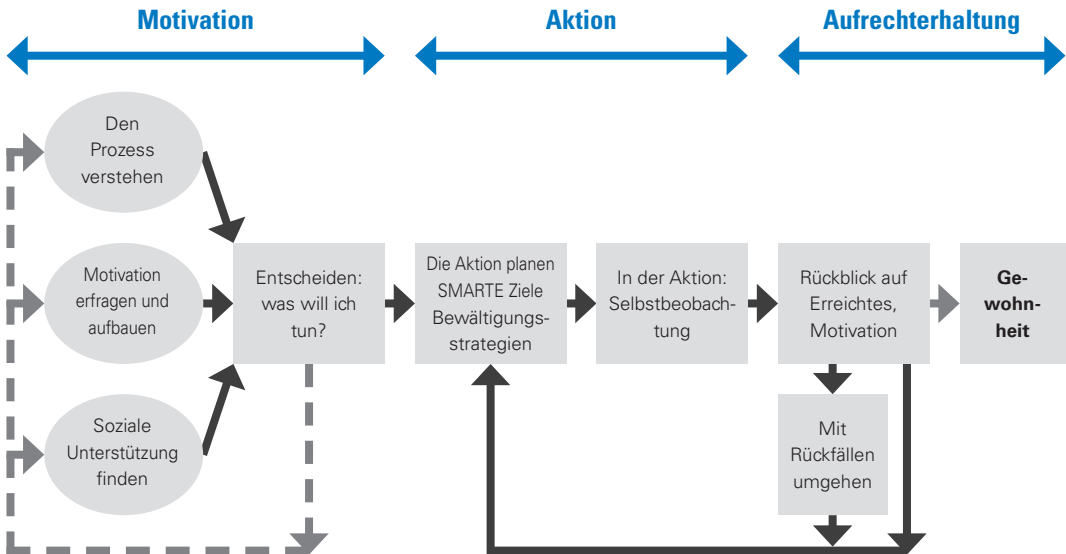 Motivation
Aktion
Aufrechterhaltung
Den
Prozess
verstehen
Motivation
erfragen und
aufbauen
Soziale
Unterstützung
finden
Entscheiden:
was will ich
tun?
Die Aktion planen
SMARTE Ziele
Bewältigungs-
strategien
In der Aktion:
Selbstbeobach-
tung
Rückblick auf
Erreichtes,
Motivation
Mit
Rückfällen
umgehen
Ge-
wohn-
heit